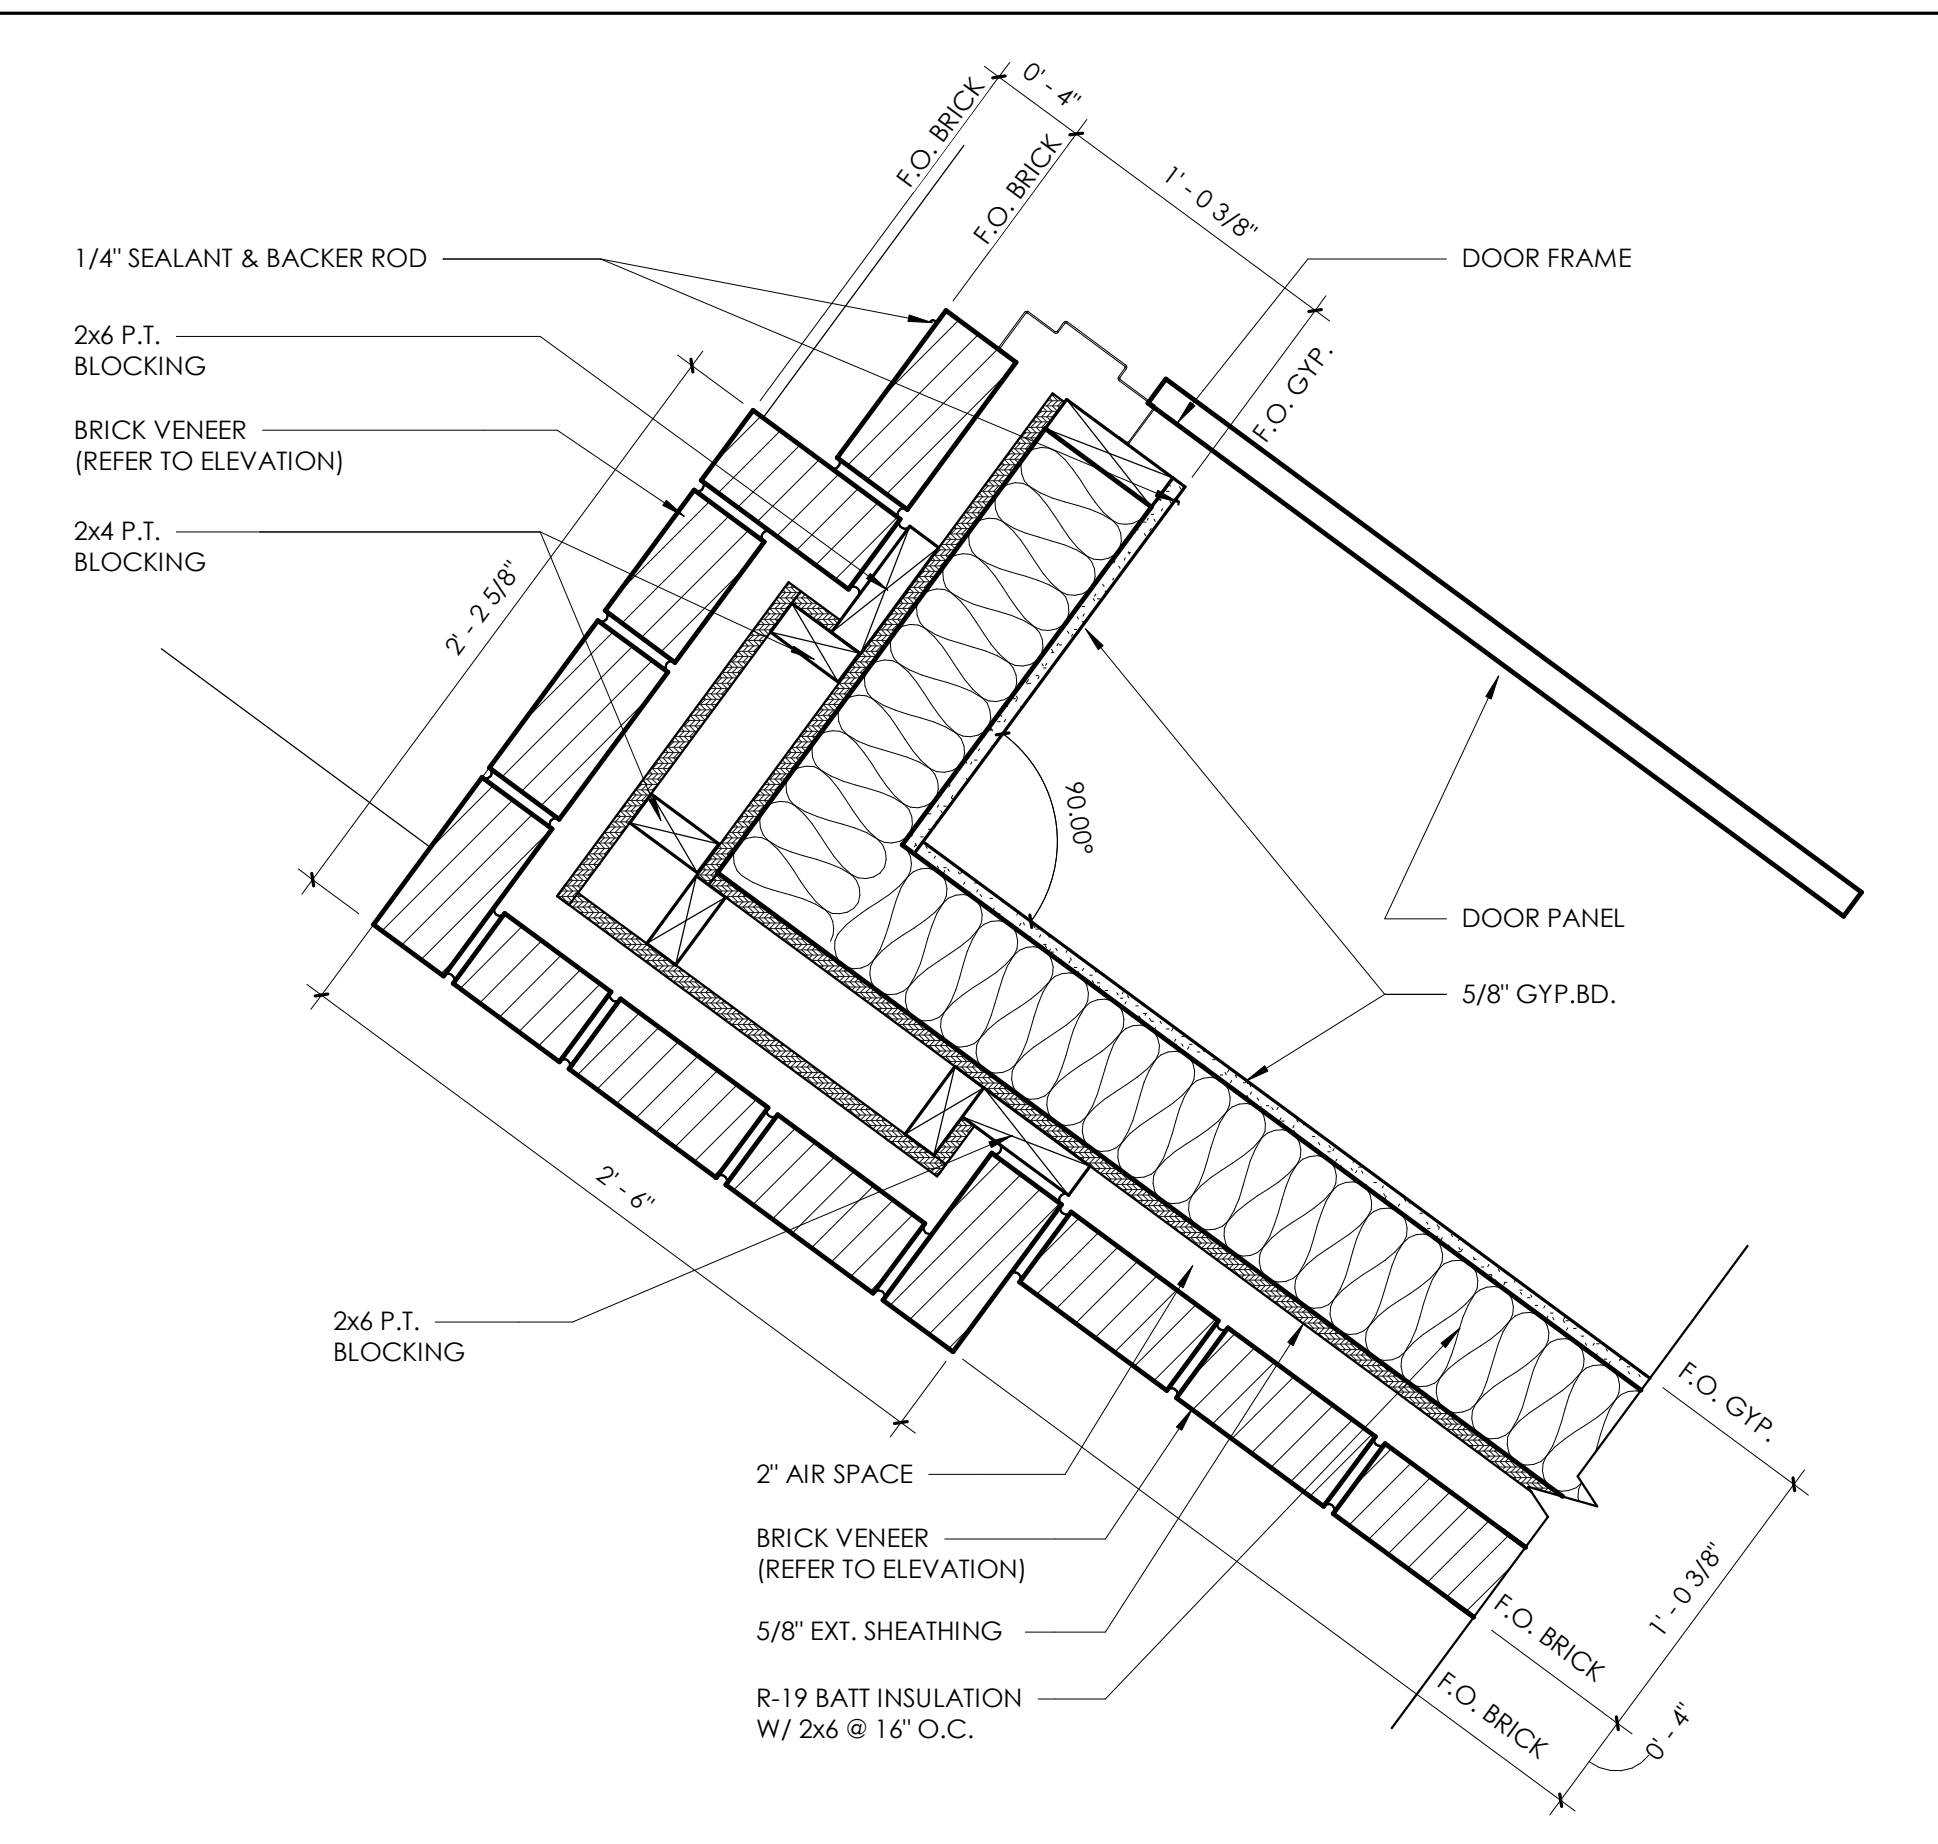 F.O. BRICK
0' - 4"
F.O. BRICK
1' - 0 3/8"
F.O. GYP.
1/4" SEALANT & BACKER ROD
DOOR FRAME
2x6 P.T.
BLOCKING
BRICK VENEER
(REFER TO ELEVATION)
2x4 P.T.
BLOCKING
2' - 2 5/8"
90.00°
DOOR PANEL
5/8" GYP.BD.
2' - 6"
2x6 P.T.
BLOCKING
2" AIR SPACE
BRICK VENEER
(REFER TO ELEVATION)
5/8" EXT. SHEATHING
R-19 BATT INSULATION
W/ 2x6 @ 16" O.C.
F.O. GYP.
1' - 0 3/8"
F.O. BRICK
F.O. BRICK
0' - 4"